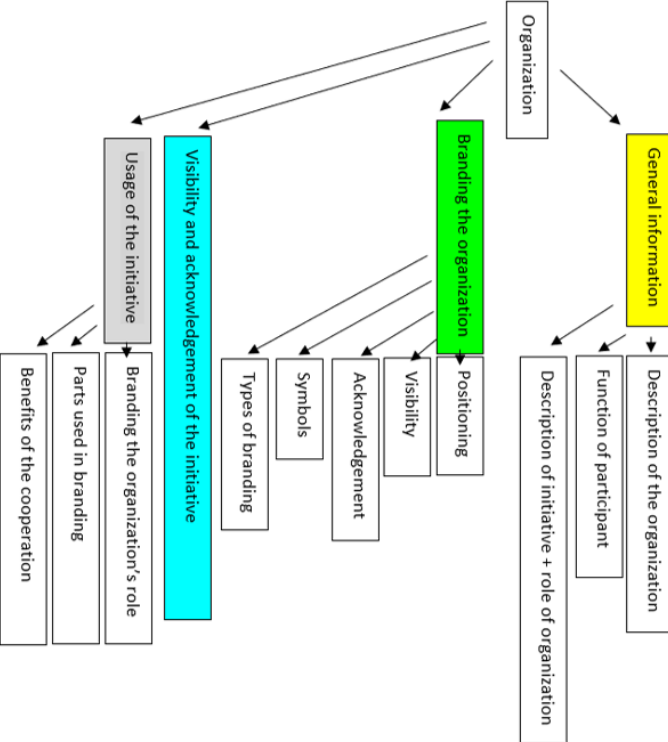 Organization
General information
Description of the organization
Function of participant
Description of initiative + role of organization
Branding the organization
Positioning
Visibility
Acknowledgement
Symbols
Types of branding
Visibility and acknowledgement of the initiative
Usage of the initiative
Branding the organization's role
Parts used in branding
Benefits of the cooperation